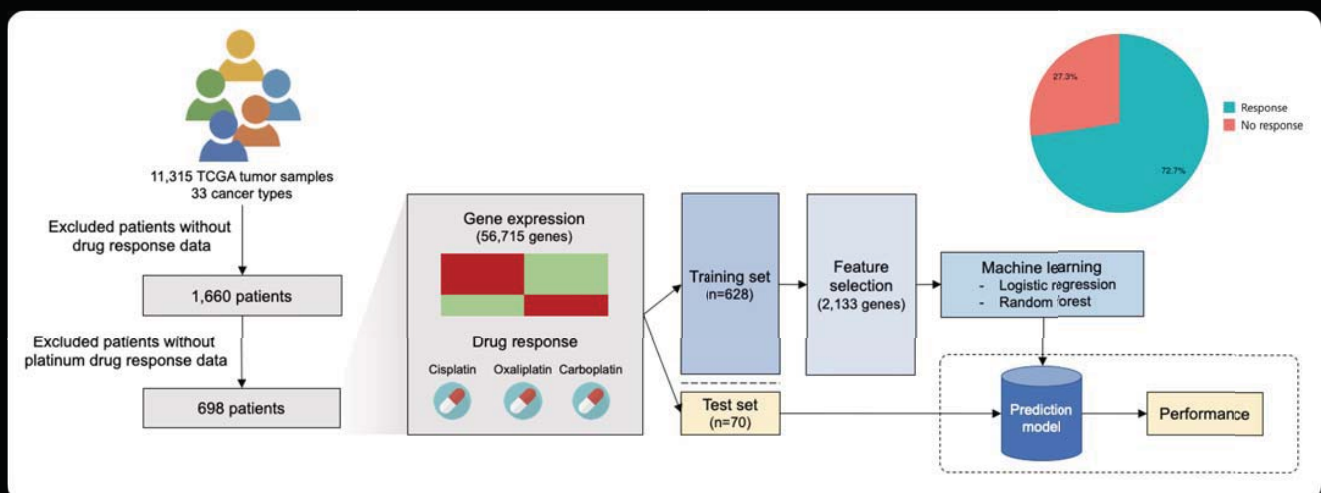 11,315 TCGA tumor samples
33 cancer types
Excluded patients without
drug response data
1,660 patients
Excluded patients without
platinum drug response data
698 patients
Gene expression
(56,715 genes)
Drug response
Cisplatin
Oxaliplatin
Carboplatin
Training set
(n=628)
Test set
(n=70)
Feature
selection
(2,133 genes)
Machine learning
- Logistic regression
- Random forest
Prediction
model
Performance
27.3%
72.7%
Response
No response